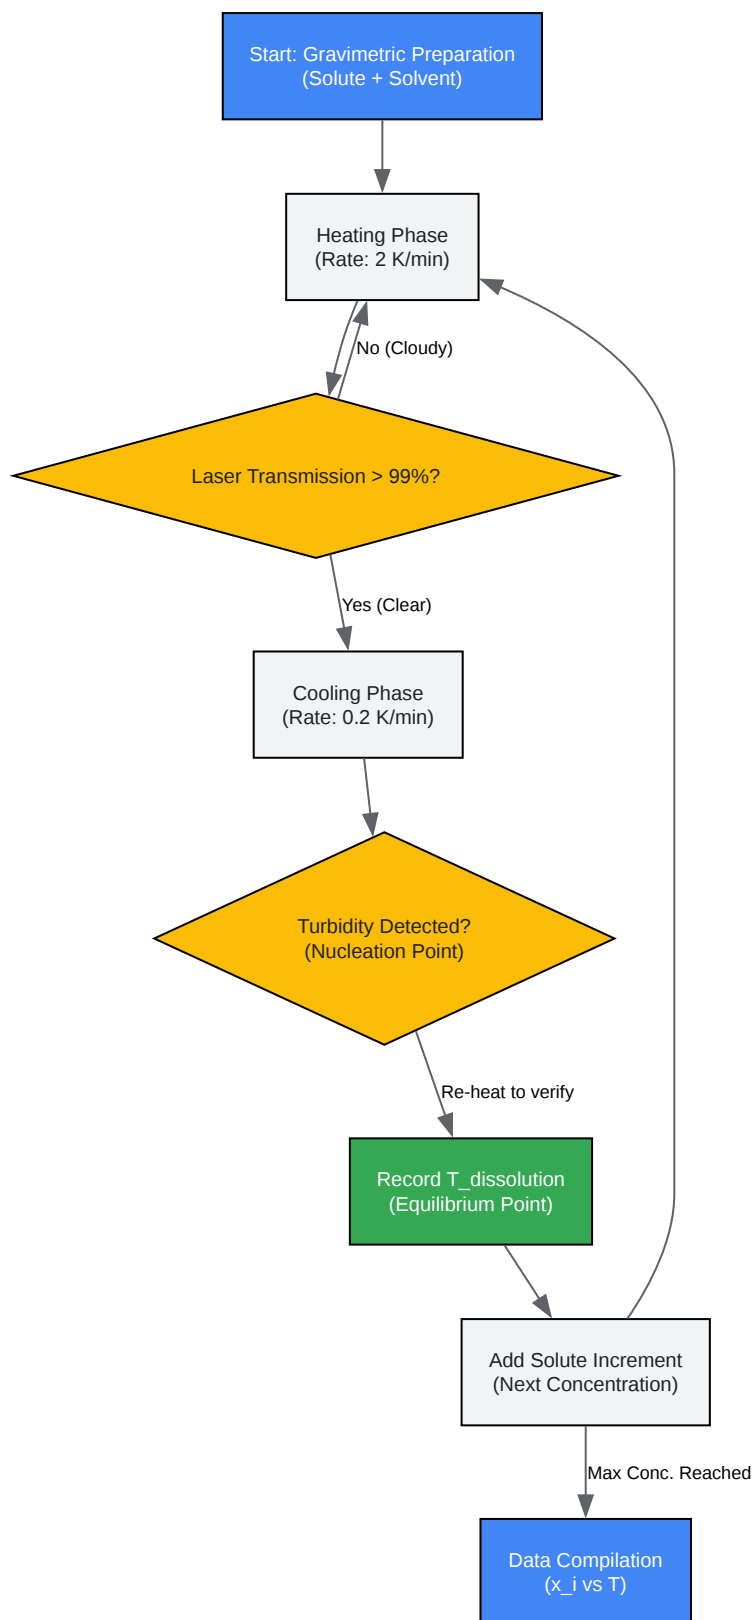 Start: Gravimetric Preparation
(Solute + Solvent)
Heating Phase
(Rate: 2 K/min)
No (Cloudy)
Laser Transmission > 99%?
Yes (Clear)
Cooling Phase
(Rate: 0.2 K/min)
Turbidity Detected?
(Nucleation Point)
Re-heat to verify
Record T_dissolution
(Equilibrium Point)
Add Solute Increment
(Next Concentration)
Max Conc. Reached
Data Compilation
(x_i vs T)